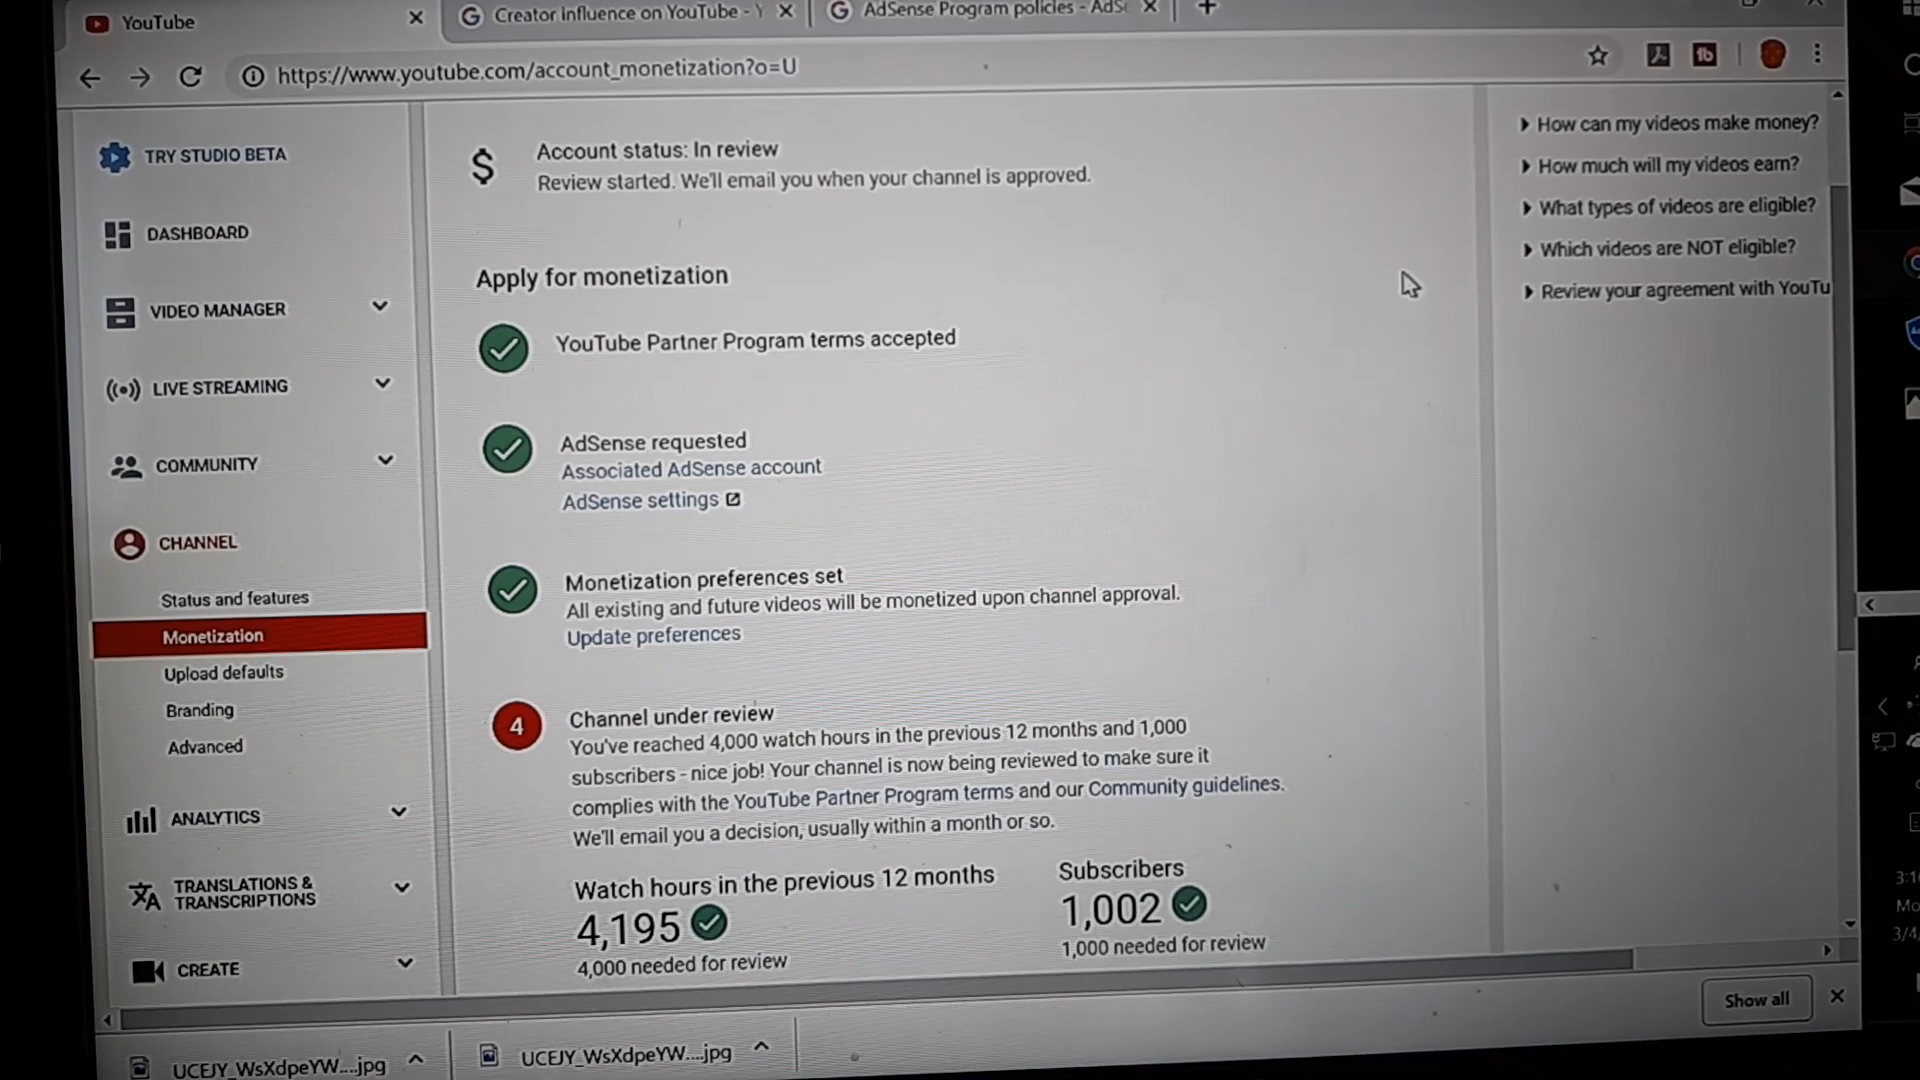 YouTube
Creator influence on YouTube - Y
AdSense Program policies - AdSe
https://www.youtube.com/account_monetization?o=U
TRY STUDIO BETA
DASHBOARD
VIDEO MANAGER
LIVE STREAMING
COMMUNITY
CHANNEL
Status and features
Monetization
Upload defaults
Branding
Advanced
ANALYTICS
TRANSLATIONS &
TRANSCRIPTIONS
CREATE
Account status: In review
Review started. We'll email you when your channel is approved.
Apply for monetization
YouTube Partner Program terms accepted
AdSense requested
Associated AdSense account
AdSense settings
Monetization preferences set
All existing and future videos will be monetized upon channel approval.
Update preferences
4
Channel under review
You've reached 4,000 watch hours in the previous 12 months and 1,000
subscribers - nice job! Your channel is now being reviewed to make sure it
complies with the YouTube Partner Program terms and our Community guidelines.
We'll email you a decision, usually within a month or so.
Watch hours in the previous 12 months
4,195
4,000 needed for review
Subscribers
1,002
1,000 needed for review
How can my videos make money?
How much will my videos earn?
What types of videos are eligible?
Which videos are NOT eligible?
Review your agreement with YouTu
Show all
UCEJY_WsXdpeYW....jpg
UCEJY_WsXdpeYW....jpg
3:1
Mo
3/4